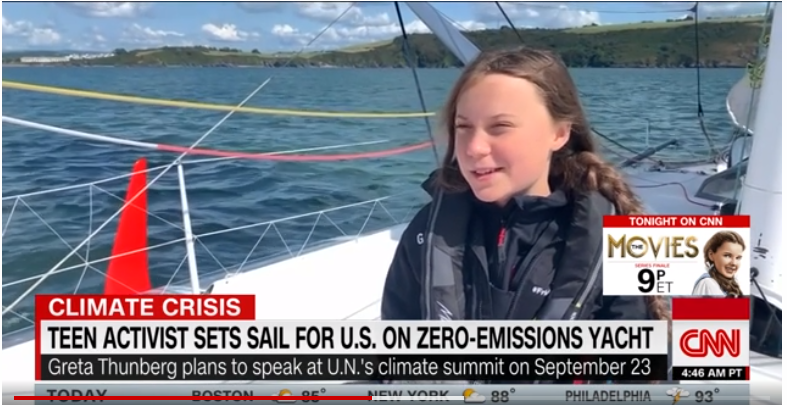 G
TONIGHT ON CNN
THE MOVIES
SERIES FINALE
9P ET
CLIMATE CRISIS
TEEN ACTIVIST SETS SAIL FOR U.S. ON ZERO-EMISSIONS YACHT
Greta Thunberg plans to speak at U.N.'s climate summit on September 23
CNN
4:46 AM PT
TODAY BOSTON 85° NEW YORK 88° PHILADELPHIA 93°